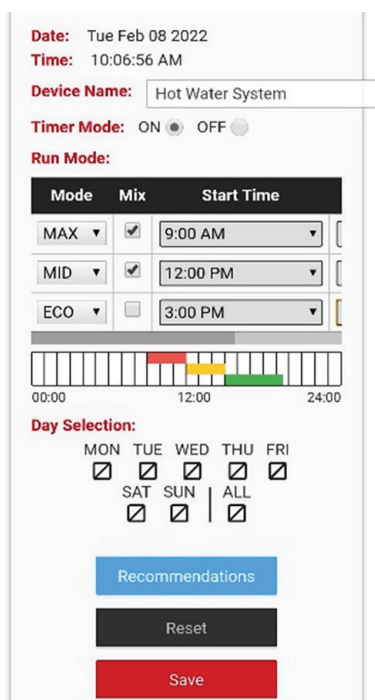 Date: Tue Feb 08 2022
Time: 10:06:56 AM
Device Name: Hot Water System
Timer Mode: ON OFF
Run Mode:
Mode Mix Start Time
MAX 9:00 AM
MID 12:00 PM
ECO 3:00 PM
00:00 12:00 24:00
Day Selection:
MON TUE WED THU FRI
SAT SUN ALL
Recommendations
Reset
Save